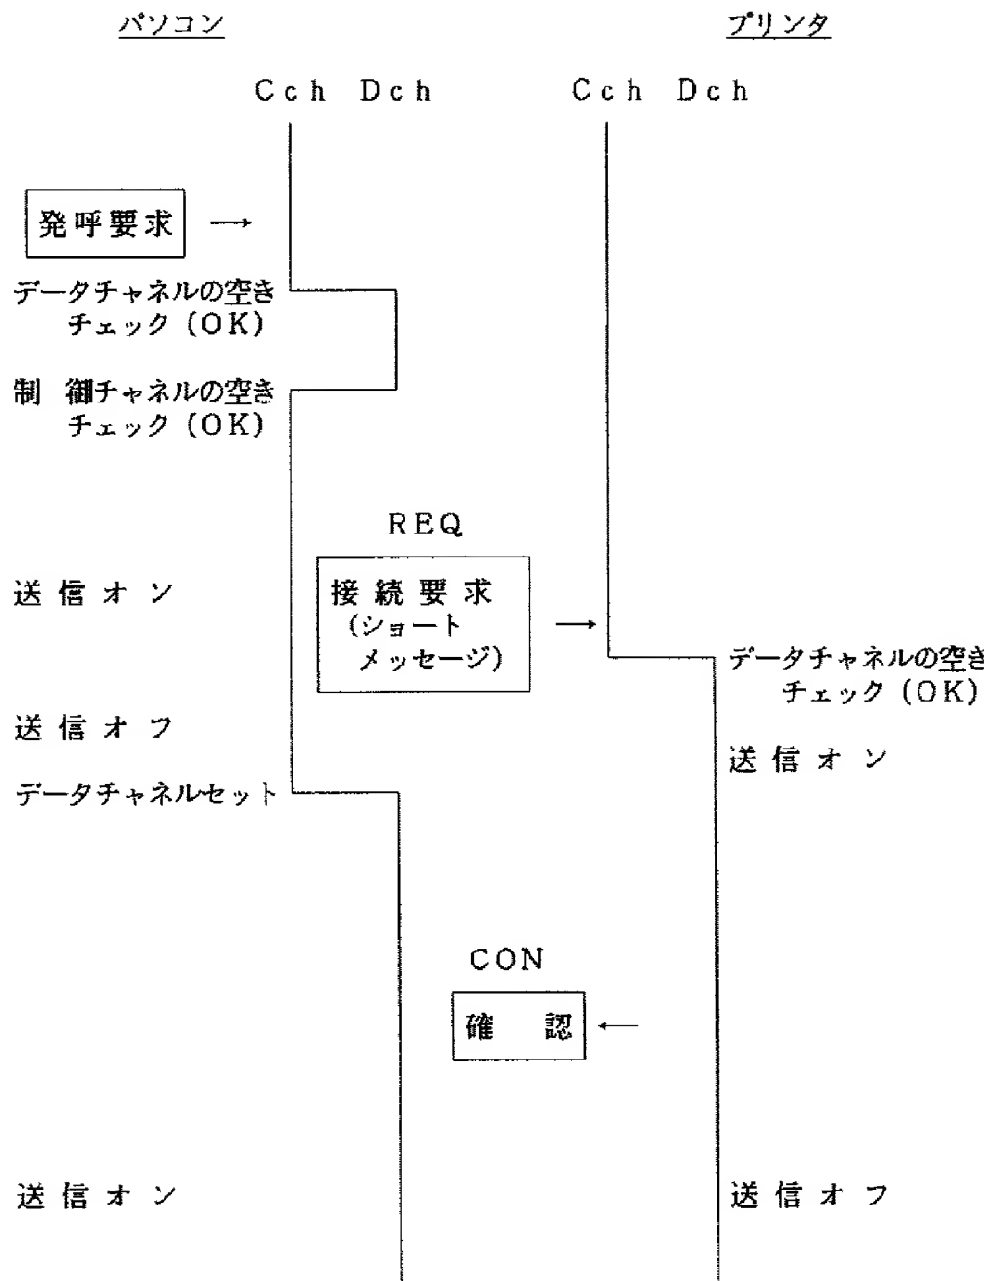 パソコン プリンタ
Cch Dch Cch Dch
発呼要求
データチャネルの空き
チェック(OK)
制 御チャネルの空き
チェック(OK)
REQ
送信オン
接続要求
(ショート
メッセージ)
データチャネルの空き
チェック(OK)
送信オフ
送信オン
データチャネルセット
CON
確 認
送信オン 送信オフ